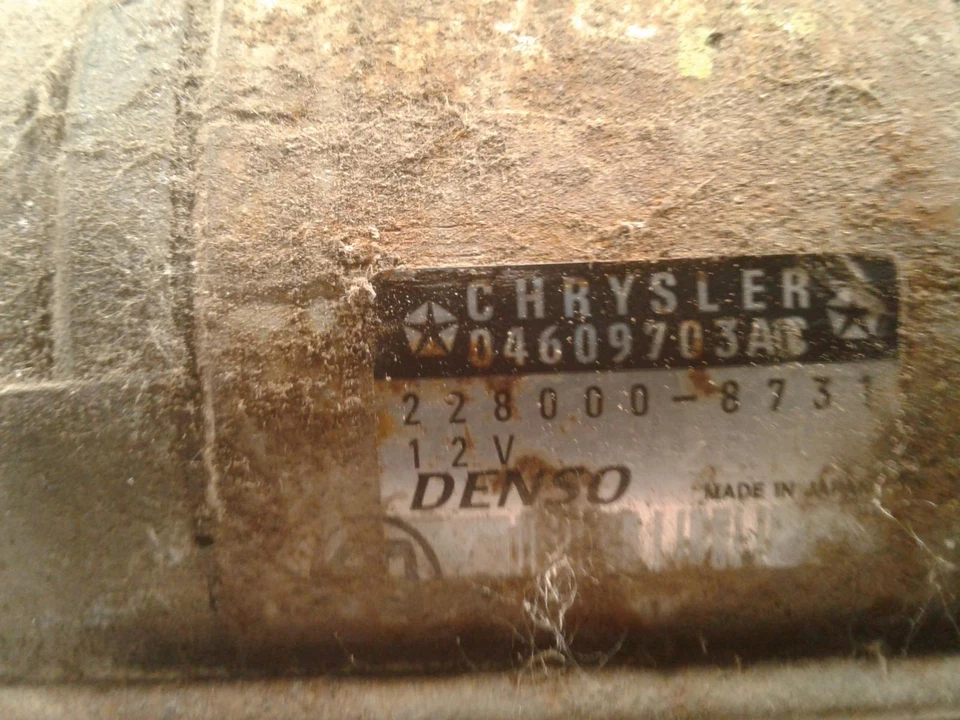 CHRYSLER
04609703AC
228000-8731
12V
DENSO
MADE IN JAPAN